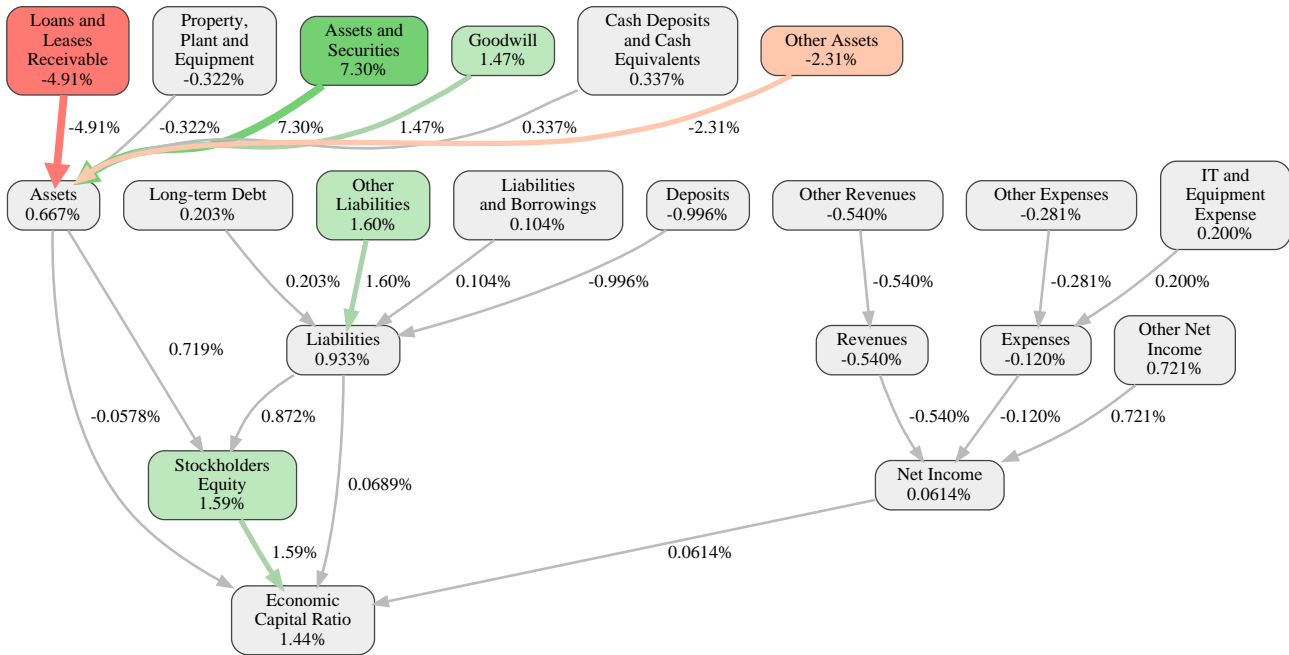 Loans and
Leases
Receivable
-4.91%
Property,
Plant and
Equipment
-0.322%
Assets and
Securities
7.30%
Goodwill
1.47%
Cash Deposits
and Cash
Equivalents
0.337%
Other Assets
-2.31%
-4.91%
-0.322%
7.30%
1.47%
0.337%
-2.31%
Assets
0.667%
Long-term Debt
0.203%
Other
Liabilities
1.60%
Liabilities
and Borrowings
0.104%
Deposits
-0.996%
Other Revenues
-0.540%
Other Expenses
-0.281%
IT and
Equipment
Expense
0.200%
0.203%
1.60%
0.104%
-0.996%
-0.540%
-0.281%
0.200%
Liabilities
0.933%
Revenues
-0.540%
Expenses
-0.120%
Other Net
Income
0.721%
0.719%
-0.0578%
0.872%
0.0689%
-0.540%
-0.120%
0.721%
Stockholders
Equity
1.59%
Net Income
0.0614%
1.59%
0.0614%
Economic
Capital Ratio
1.44%